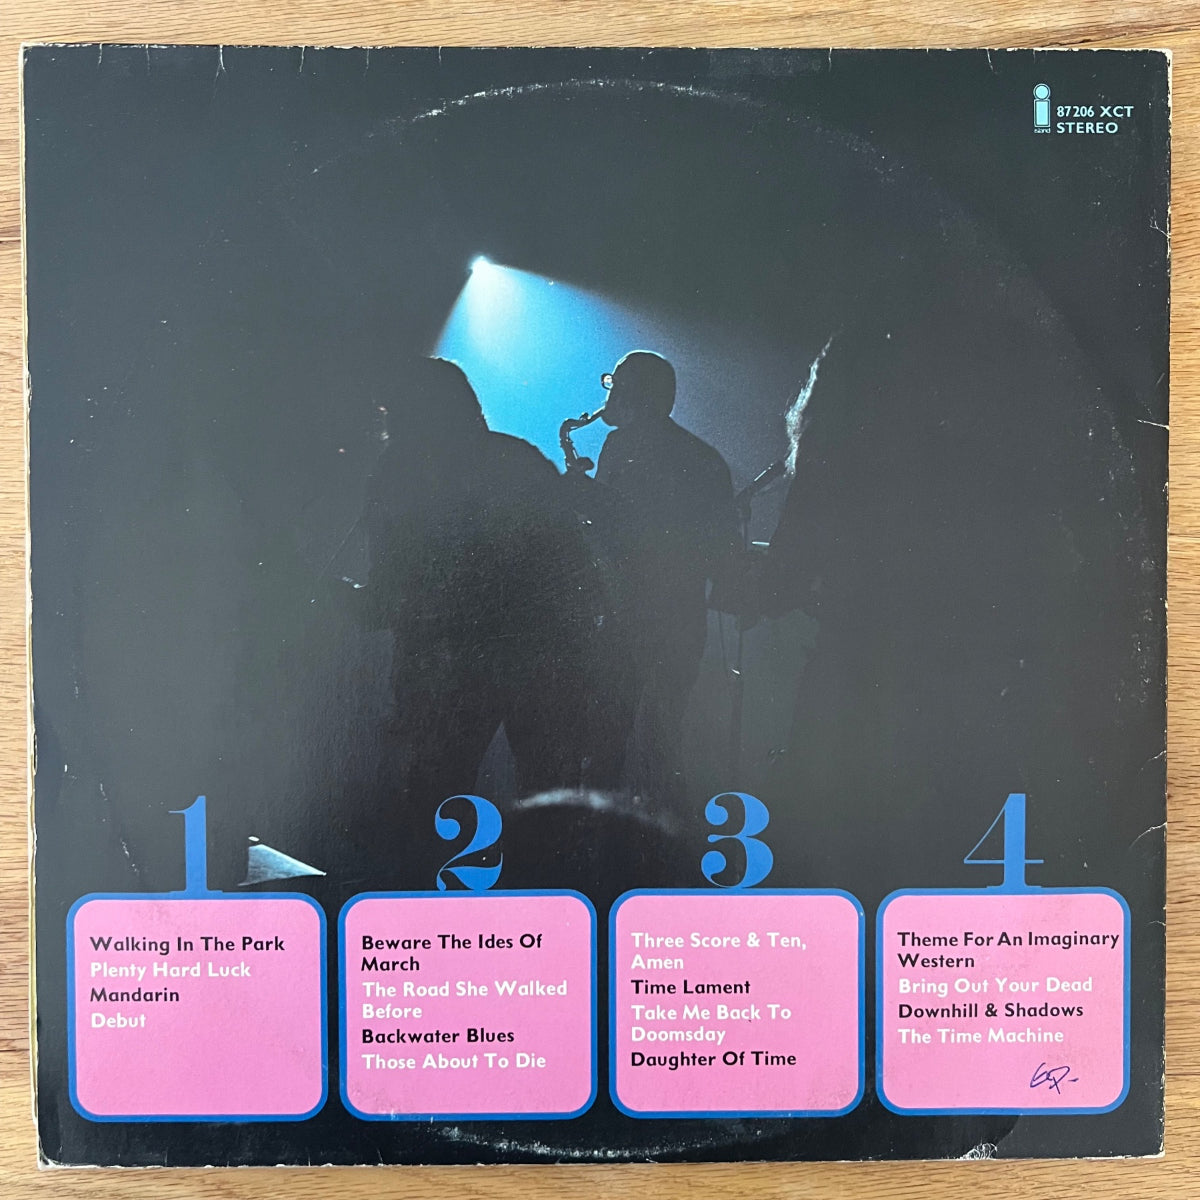 island
87206 XCT
STEREO
1
Walking In The Park
Plenty Hard Luck
Mandarin
Debut
2
Beware The Ides Of
March
The Road She Walked
Before
Backwater Blues
Those About To Die
3
Three Score & Ten,
Amen
Time Lament
Take Me Back To
Doomsday
Daughter Of Time
4
Theme For An Imaginary
Western
Bring Out Your Dead
Downhill & Shadows
The Time Machine